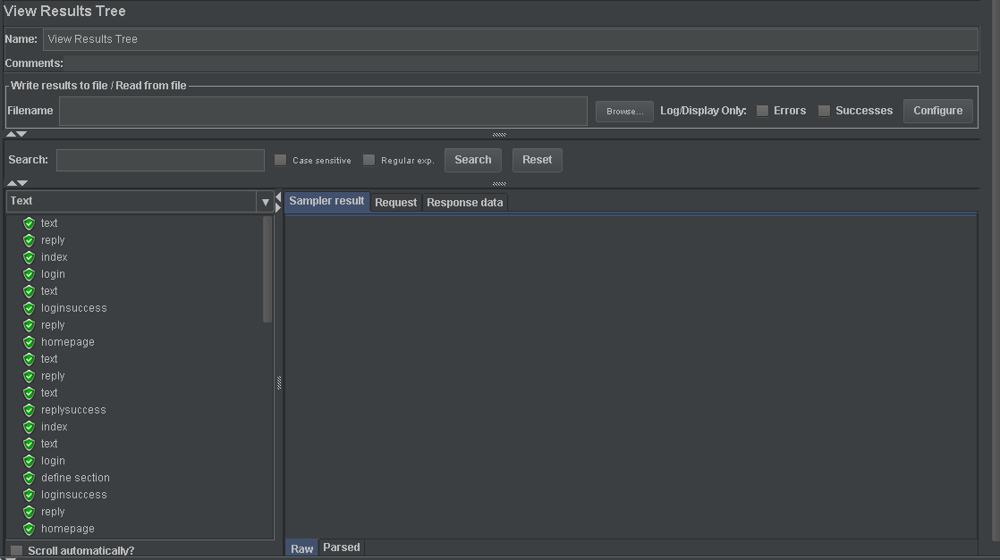 View Results Tree
Name: View Results Tree
Comments:
Write results to file / Read from file
Filename Browse... Log/Display Only: Errors Successes Configure
Search: Case sensitive Regular exp. Search Reset
Text Sampler result Request Response data
text
reply
index
login
text
loginsuccess
reply
homepage
text
reply
text
replysuccess
index
text
login
define section
loginsuccess
reply
homepage
Scroll automatically? Raw Parsed